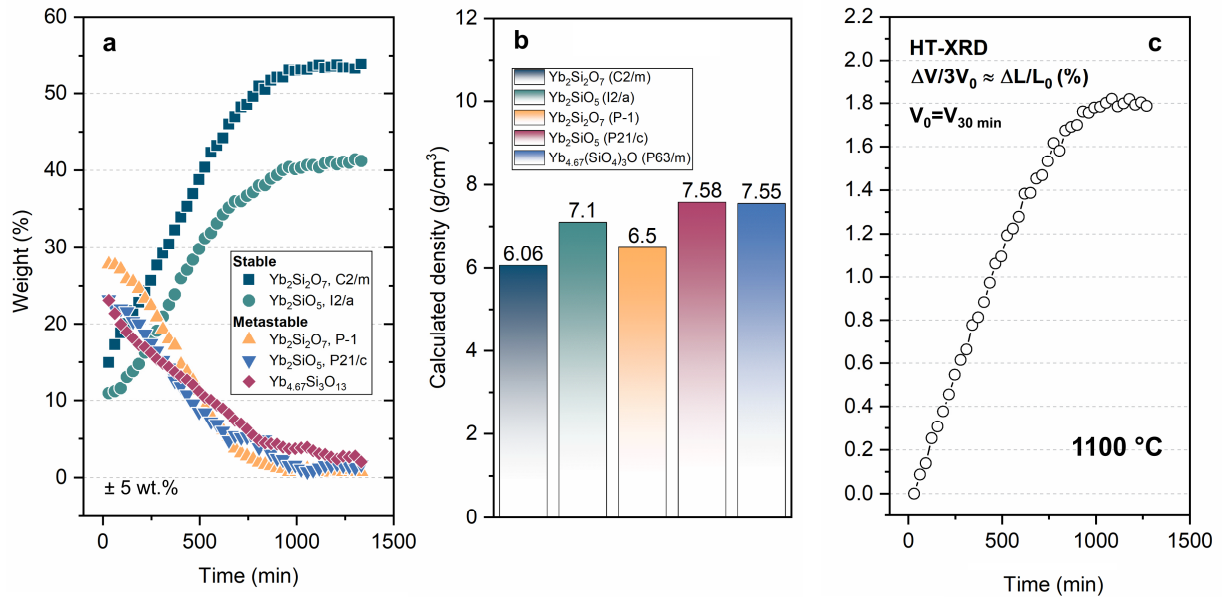 a
60
50
40
30
20
10
0
Weight (%)
Stable
Yb₂Si₂O₇, C2/m
Yb₂SiO₅, I2/a
Metastable
Yb₂Si₂O₇, P-1
Yb₂SiO₅, P21/c
Yb₄.₆₇Si₃O₁₃
± 5 wt.%
0 500 1000 1500
Time (min)
b
12
10
8
6
4
2
0
Calculated density (g/cm³)
Yb₂Si₂O₇ (C2/m)
Yb₂SiO₅ (I2/a)
Yb₂Si₂O₇ (P-1)
Yb₂SiO₅ (P21/c)
Yb₄.₆₇(SiO₄)₃O (P63/m)
6.06 7.1 6.5 7.58 7.55
c
2.2
2.0
1.8
1.6
1.4
1.2
1.0
0.8
0.6
0.4
0.2
0.0
HT-XRD
ΔV/3V₀ ≈ ΔL/L₀ (%)
V₀=V₃₀ ₘᵢₙ
1100 °C
0 500 1000 1500
Time (min)